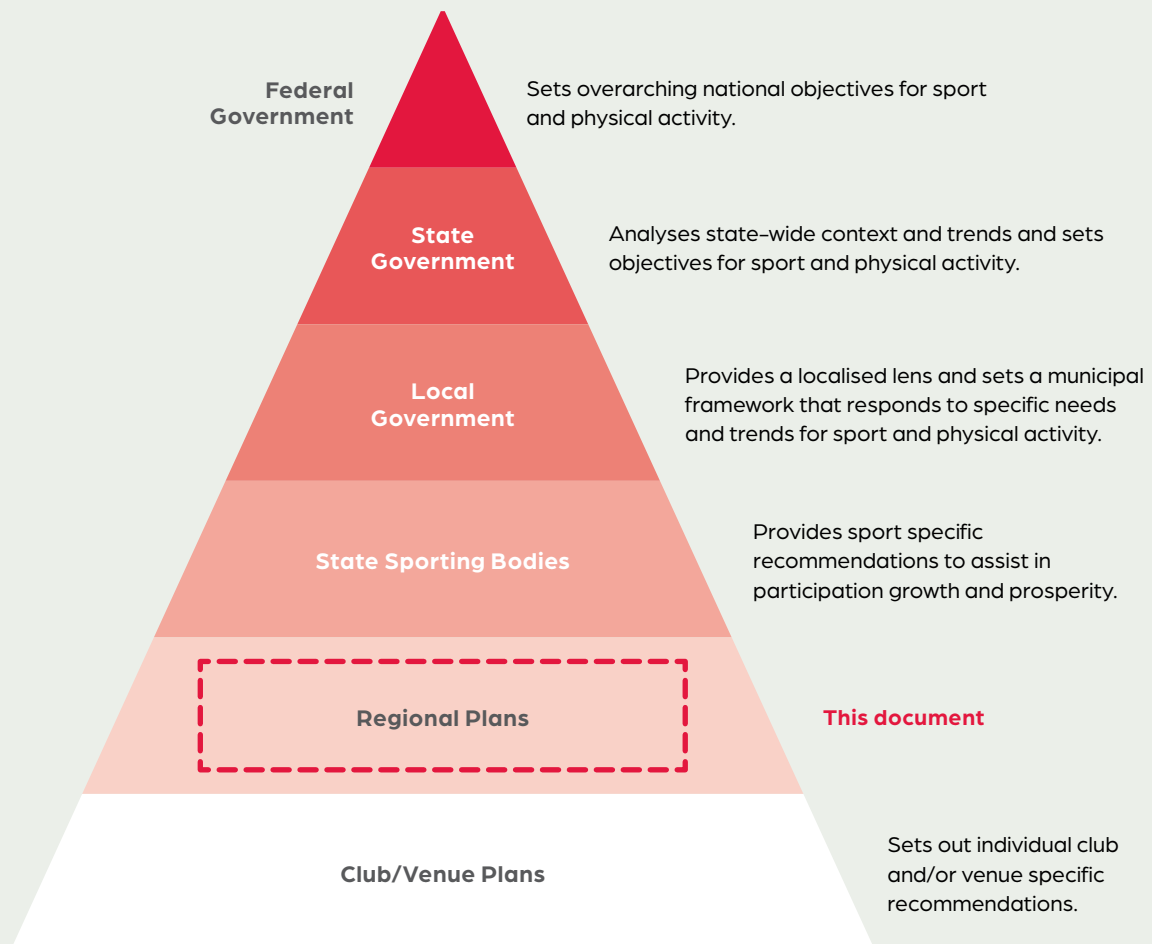 Federal
Government
Sets overarching national objectives for sport
and physical activity.
State
Government
Analyses state-wide context and trends and sets
objectives for sport and physical activity.
Local
Government
Provides a localised lens and sets a municipal
framework that responds to specific needs
and trends for sport and physical activity.
State Sporting Bodies
Provides sport specific
recommendations to assist in
participation growth and prosperity.
Regional Plans
This document
Club/Venue Plans
Sets out individual club
and/or venue specific
recommendations.